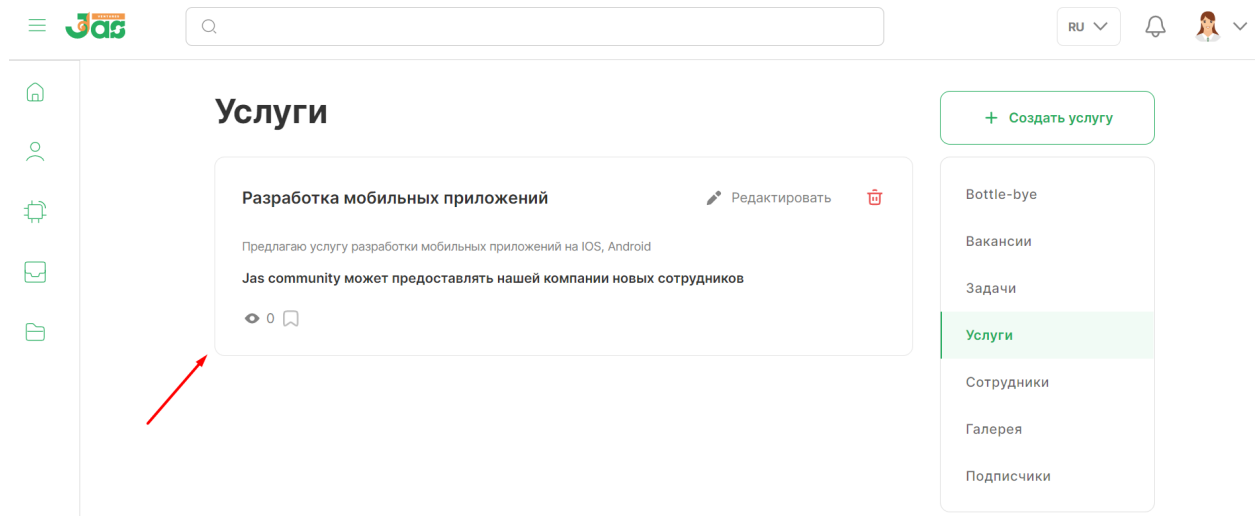 Jas
RU
Услуги
+ Создать услугу
Разработка мобильных приложений
Редактировать
Предлагаю услугу разработки мобильных приложений на IOS, Android
Jas community может предоставлять нашей компании новых сотрудников
0
Bottle-bye
Вакансии
Задачи
Услуги
Сотрудники
Галерея
Подписчики